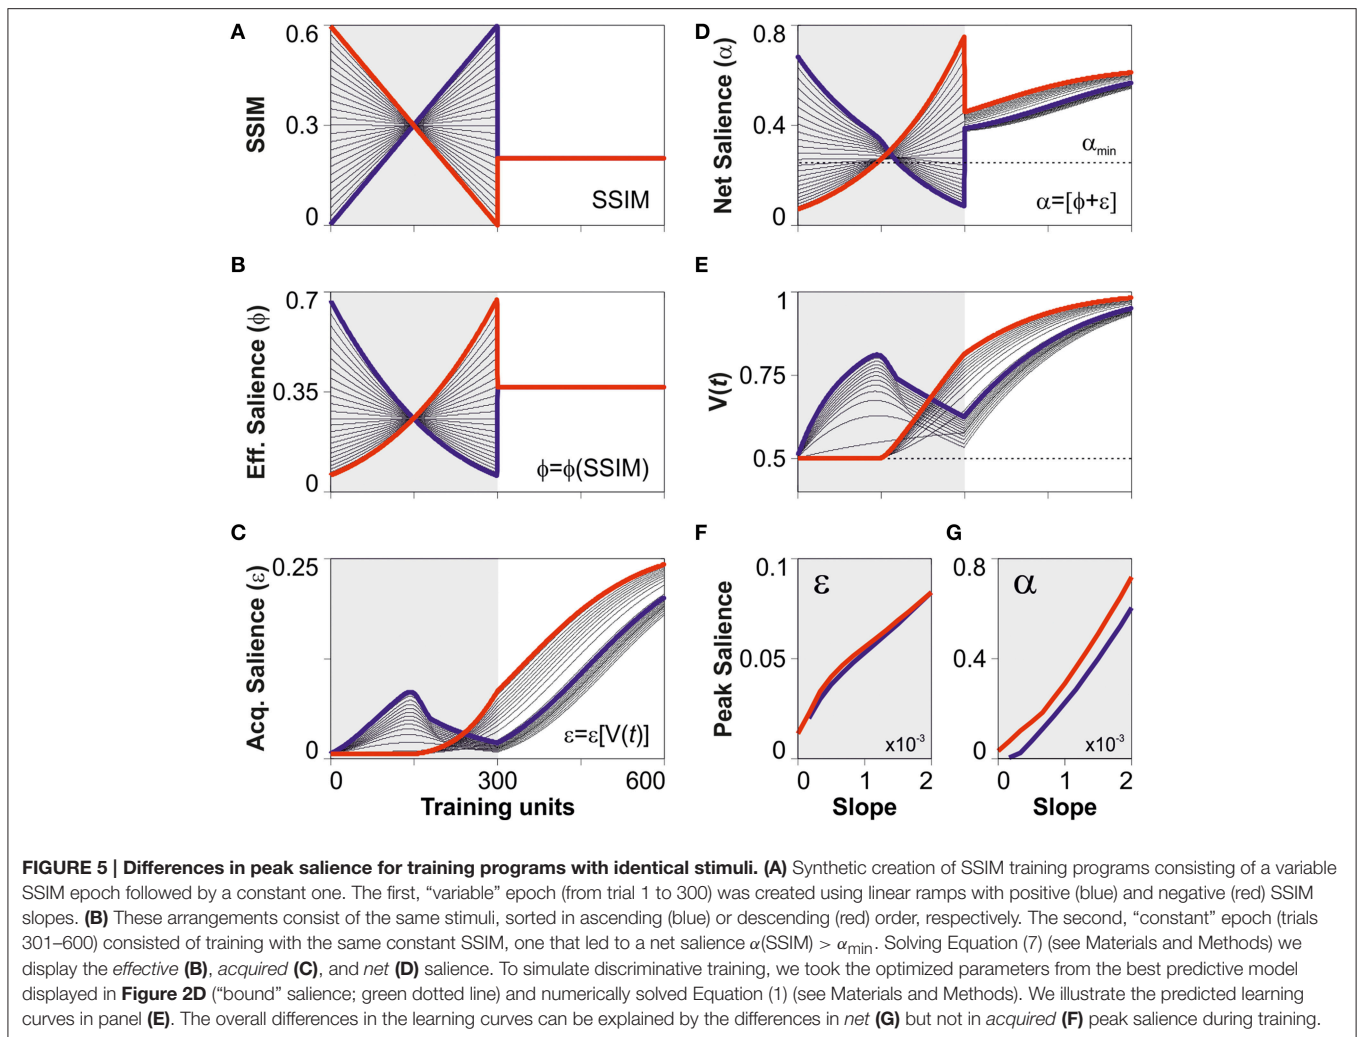 A
0.6
0.3
0
SSIM
SSIM
B
0.7
0.35
0
Eff. Salience (ϕ)
ϕ=ϕ(SSIM)
C
0.25
0
Acq. Salience (ε)
ε=ε[V(t)]
0 300 600
Training units
D
0.8
0.4
0
Net Salience (α)
αmin
α=[ϕ+ε]
E
1
0.75
0.5
V(t)
F
0.1
0.05
0
Peak Salience
ε
x10-3
0 1 2
Slope
G
0.8
0.4
0
α
x10-3
0 1 2
Slope
FIGURE 5 | Differences in peak salience for training programs with identical stimuli. (A) Synthetic creation of SSIM training programs consisting of a variable
SSIM epoch followed by a constant one. The first, “variable” epoch (from trial 1 to 300) was created using linear ramps with positive (blue) and negative (red) SSIM
slopes. (B) These arrangements consist of the same stimuli, sorted in ascending (blue) or descending (red) order, respectively. The second, “constant” epoch (trials
301–600) consisted of training with the same constant SSIM, one that led to a net salience α(SSIM) > αmin. Solving Equation (7) (see Materials and Methods) we
display the effective (B), acquired (C), and net (D) salience. To simulate discriminative training, we took the optimized parameters from the best predictive model
displayed in Figure 2D (“bound” salience; green dotted line) and numerically solved Equation (1) (see Materials and Methods). We illustrate the predicted learning
curves in panel (E). The overall differences in the learning curves can be explained by the differences in net (G) but not in acquired (F) peak salience during training.